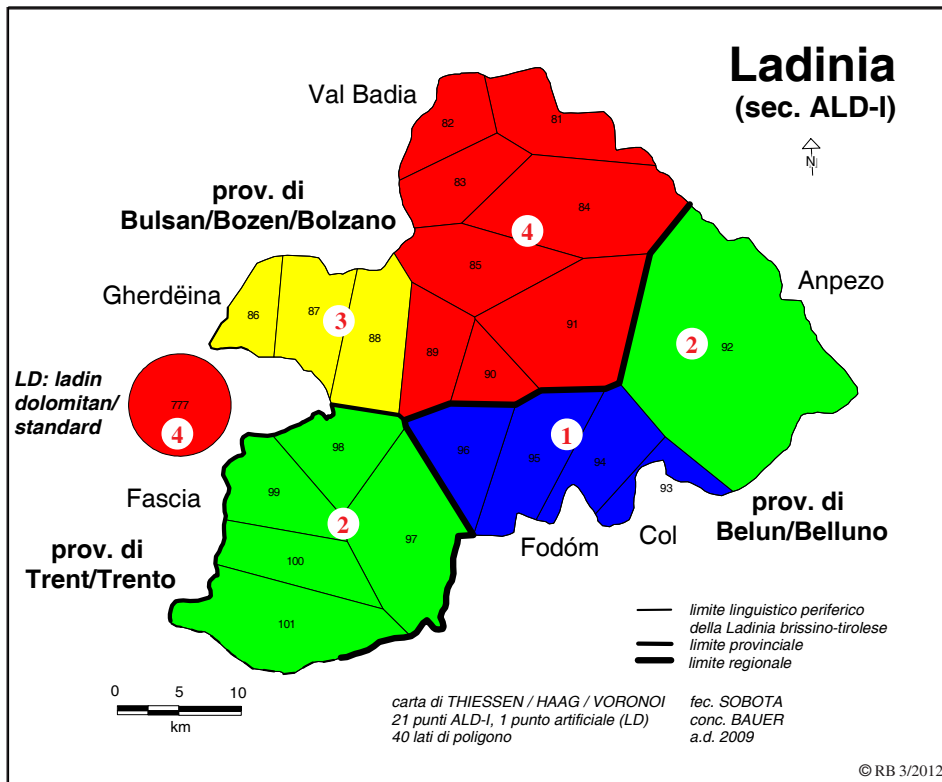 Ladinia
(sec. ALD-I)
N
Val Badia
82
81
83
84
prov. di
Bulsan/Bozen/Bolzano
4
85
Gherdëina
86
87
3
88
91
Anpezo
2
92
89
90
LD: ladin
dolomitan/
standard
777
4
98
96
95
1
94
93
99
Fascia
2
97
100
101
prov. di
Trent/Trento
Fodóm
Col
prov. di
Belun/Belluno
limite linguistico periferico
della Ladinia brissino-tirolese
limite provinciale
limite regionale
0 5 10
km
carta di THIESSEN / HAAG / VORONOI
21 punti ALD-I, 1 punto artificiale (LD)
40 lati di poligono
fec. SOBOTA
conc. BAUER
a.d. 2009
© RB 3/2012